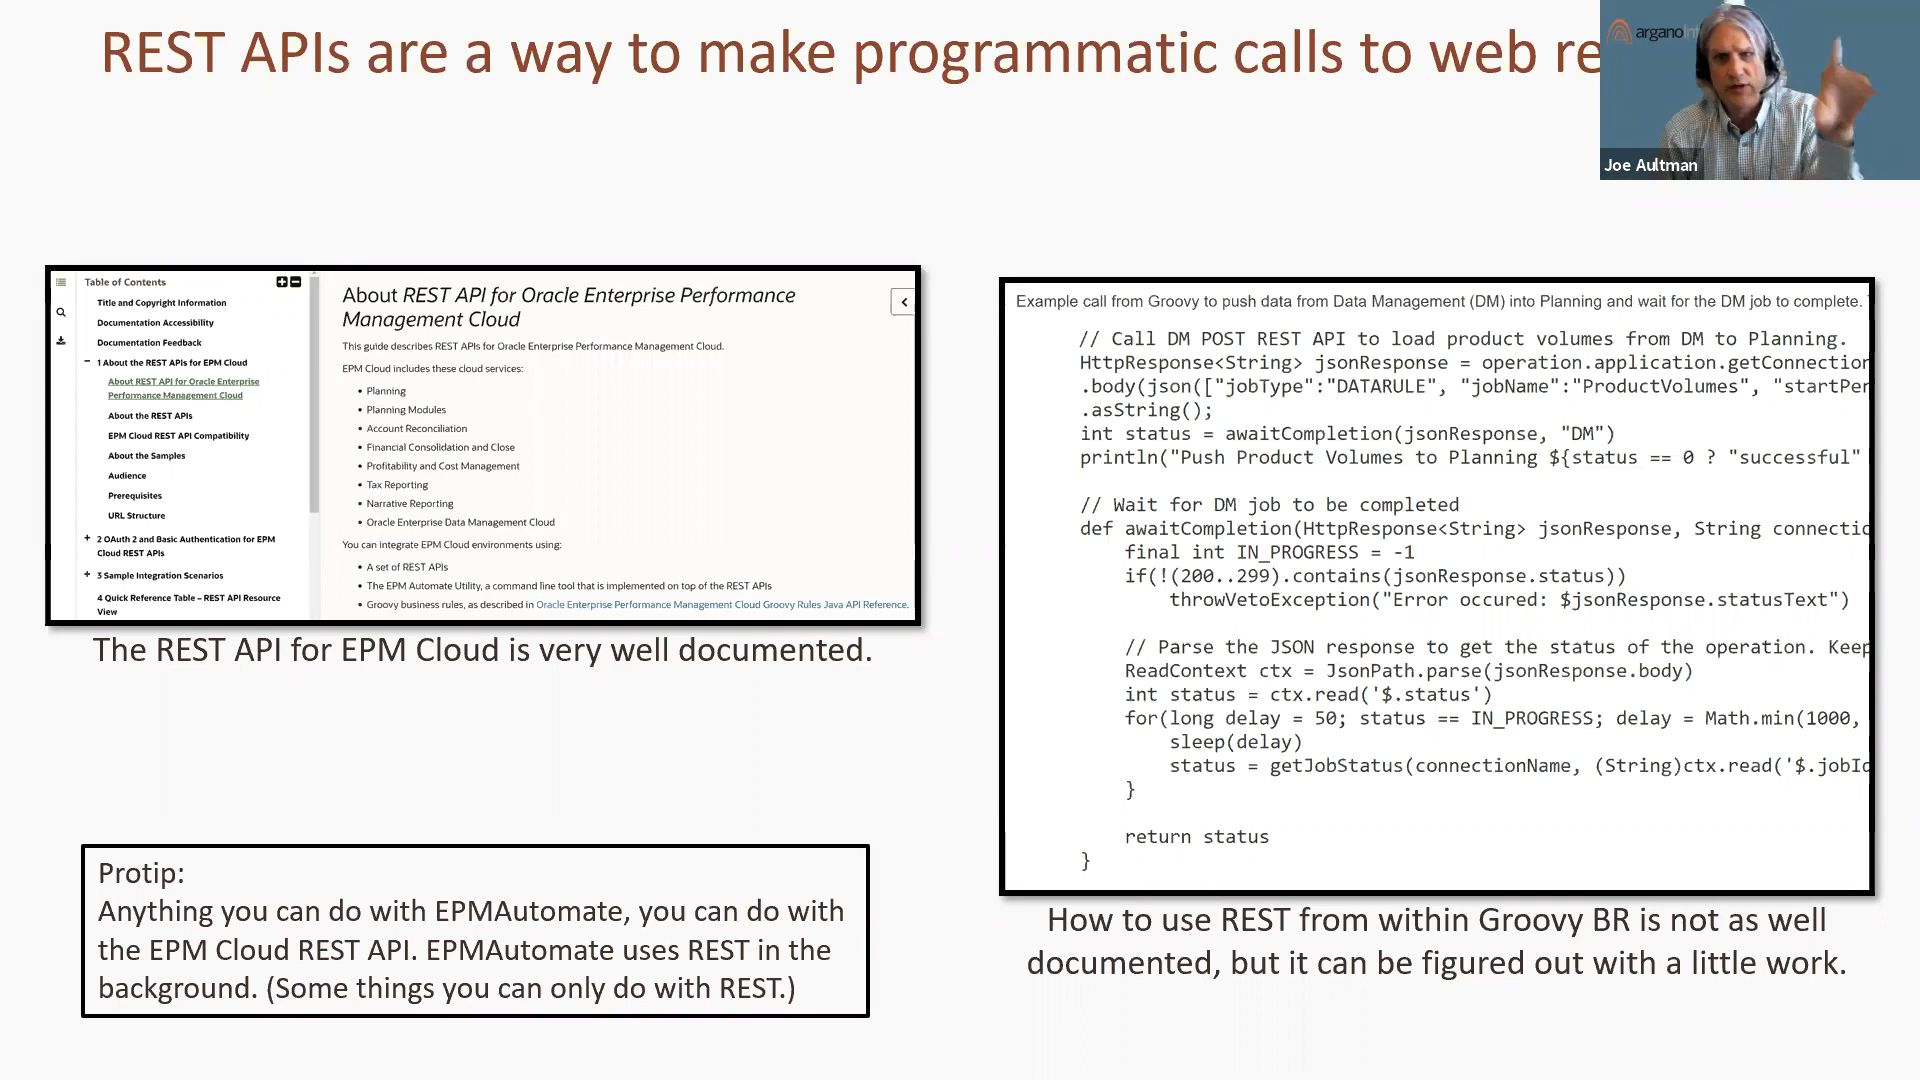 REST APIs are a way to make programmatic calls to web re
argano
Joe Aultman
Table of Contents
Title and Copyright Information
Documentation Accessibility
Documentation Feedback
1 About the REST APIs for EPM Cloud
About REST API for Oracle Enterprise
Performance Management Cloud
About the REST APIs
EPM Cloud REST API Compatibility
About the Samples
Audience
Prerequisites
URL Structure
2 OAuth 2 and Basic Authentication for EPM
Cloud REST APIs
3 Sample Integration Scenarios
4 Quick Reference Table – REST API Resource
View
About REST API for Oracle Enterprise Performance
Management Cloud
This guide describes REST APIs for Oracle Enterprise Performance Management Cloud.
EPM Cloud includes these cloud services:
• Planning
• Planning Modules
• Account Reconciliation
• Financial Consolidation and Close
• Profitability and Cost Management
• Tax Reporting
• Narrative Reporting
• Oracle Enterprise Data Management Cloud
You can integrate EPM Cloud environments using:
• A set of REST APIs
• The EPM Automate Utility, a command line tool that is implemented on top of the REST APIs
• Groovy business rules, as described in Oracle Enterprise Performance Management Cloud Groovy Rules Java API Reference.
The REST API for EPM Cloud is very well documented.
Protip:
Anything you can do with EPMAutomate, you can do with
the EPM Cloud REST API. EPMAutomate uses REST in the
background. (Some things you can only do with REST.)
Example call from Groovy to push data from Data Management (DM) into Planning and wait for the DM job to complete.
// Call DM POST REST API to load product volumes from DM to Planning.
HttpResponse<String> jsonResponse = operation.application.getConnection
.body(json(["jobType":"DATARULE", "jobName":"ProductVolumes", "startPer
.asString();
int status = awaitCompletion(jsonResponse, "DM")
println("Push Product Volumes to Planning ${status == 0 ? "successful"
// Wait for DM job to be completed
def awaitCompletion(HttpResponse<String> jsonResponse, String connectio
final int IN_PROGRESS = -1
if(!(200..299).contains(jsonResponse.status))
throwVetoException("Error occured: $jsonResponse.statusText")
// Parse the JSON response to get the status of the operation. Keep
ReadContext ctx = JsonPath.parse(jsonResponse.body)
int status = ctx.read('$.status')
for(long delay = 50; status == IN_PROGRESS; delay = Math.min(1000,
sleep(delay)
status = getJobStatus(connectionName, (String)ctx.read('$.jobId
}
return status
}
How to use REST from within Groovy BR is not as well
documented, but it can be figured out with a little work.